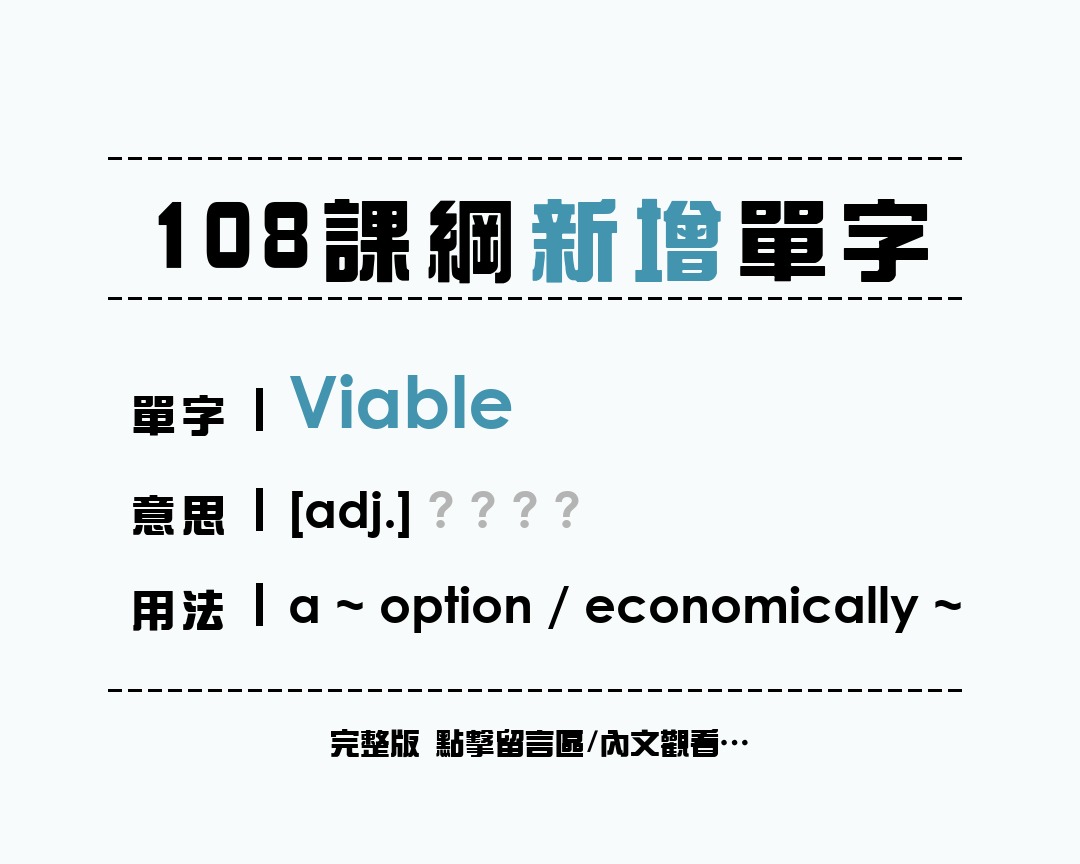 108課綱新增單字
單字 | Viable
意思 | [adj.] ? ? ? ?
用法 | a ~ option / economically ~
完整版 點擊留言區/內文觀看…